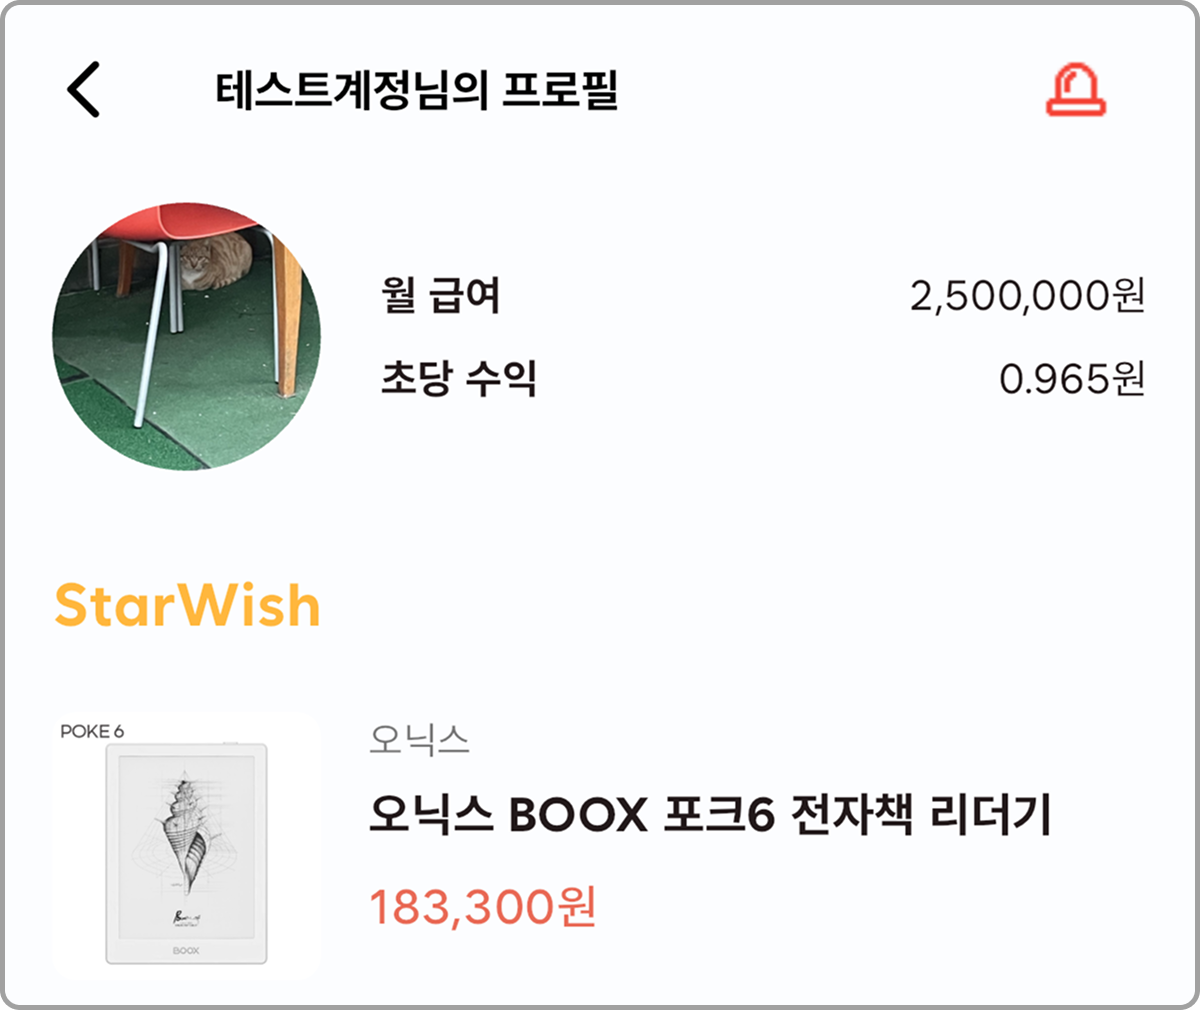 테스트계정님의 프로필
월 급여 2,500,000원
초당 수익 0.965원
StarWish
POKE 6
오닉스
오닉스 BOOX 포크6 전자책 리더기
183,300원
BOOX